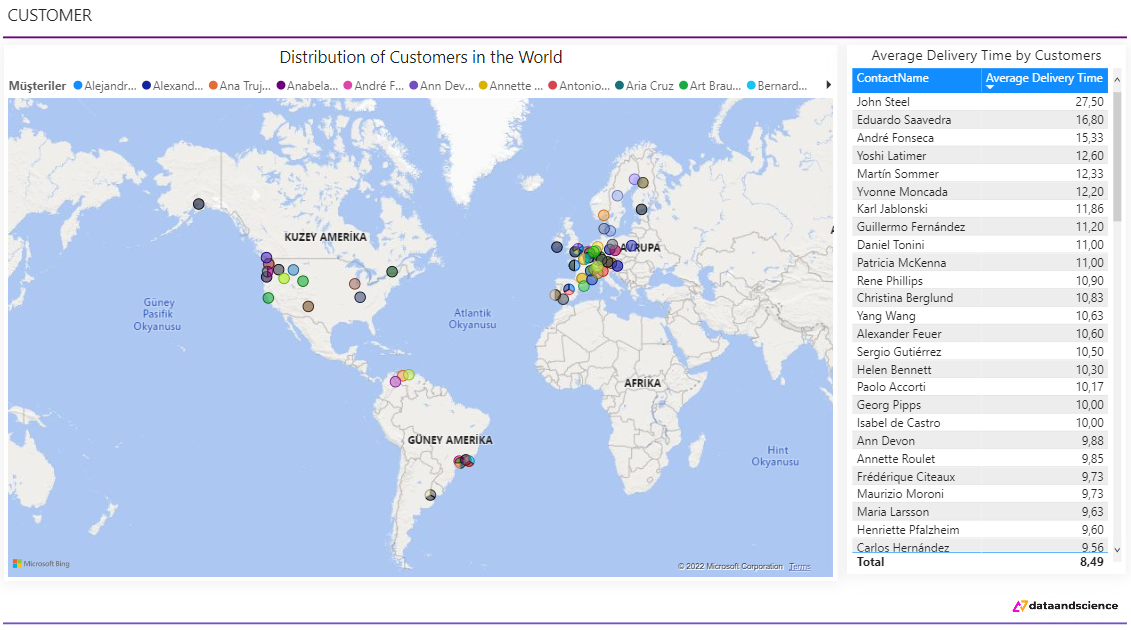 CUSTOMER
Distribution of Customers in the World
Müşteriler Alejandr... Alexand... Ana Truj... Anabela... André F... Ann Dev... Annette ... Antonio... Aria Cruz Art Brau... Bernard...
KUZEY AMERİKA
AVRUPA
Güney
Pasifik
Okyanusu
Atlantik
Okyanusu
AFRIKA
GÜNEY AMERİKA
Hint
Okyanusu
Microsoft Bing
© 2022 Microsoft Corporation Terms
Average Delivery Time by Customers
ContactName Average Delivery Time
John Steel 27,50
Eduardo Saavedra 16,80
André Fonseca 15,33
Yoshi Latimer 12,60
Martín Sommer 12,33
Yvonne Moncada 12,20
Karl Jablonski 11,86
Guillermo Fernández 11,20
Daniel Tonini 11,00
Patricia McKenna 11,00
Rene Phillips 10,90
Christina Berglund 10,83
Yang Wang 10,63
Alexander Feuer 10,60
Sergio Gutiérrez 10,50
Helen Bennett 10,30
Paolo Accorti 10,17
Georg Pipps 10,00
Isabel de Castro 10,00
Ann Devon 9,88
Annette Roulet 9,85
Frédérique Citeaux 9,73
Maurizio Moroni 9,73
Maria Larsson 9,63
Henriette Pfalzheim 9,60
Carlos Hernández 9,56
Total 8,49
dataandscience